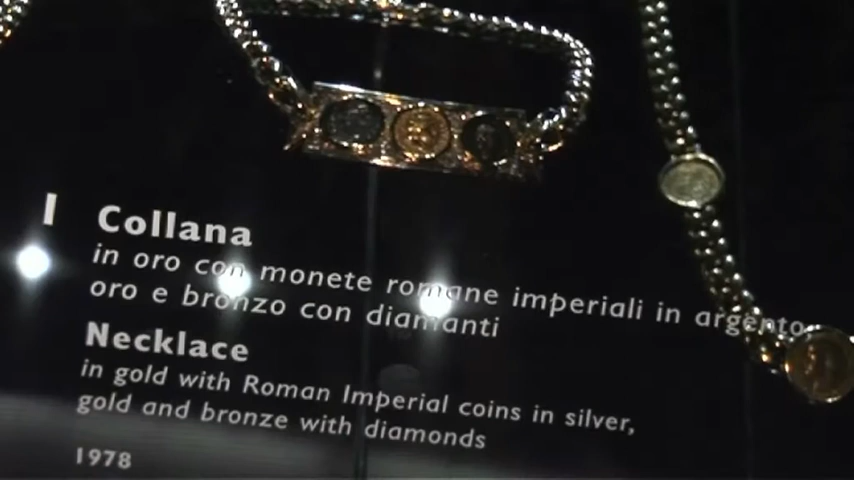 I Collana
in oro con monete romane imperiali in argento
oro e bronzo con diamanti
Necklace
in gold with Roman Imperial coins in silver,
gold and bronze with diamonds
1978